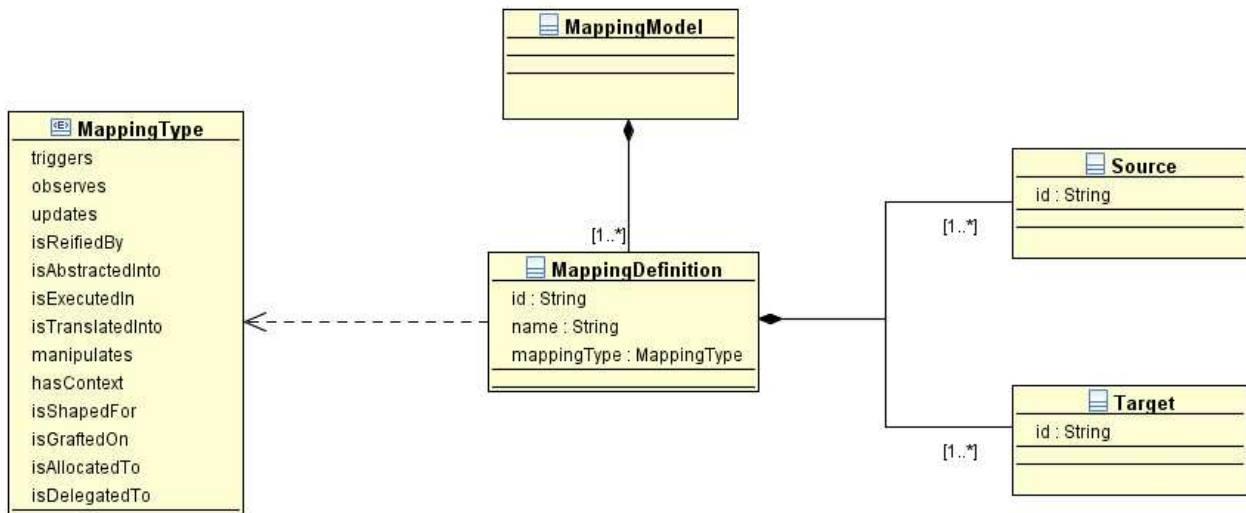 MappingModel
<E> MappingType
triggers
observes
updates
isReifiedBy
isAbstractedInto
isExecutedIn
isTranslatedInto
manipulates
hasContext
isShapedFor
isGraftedOn
isAllocatedTo
isDelegatedTo
[1..*]
MappingDefinition
id : String
name : String
mappingType : MappingType
Source
id : String
[1..*]
Target
id : String
[1..*]